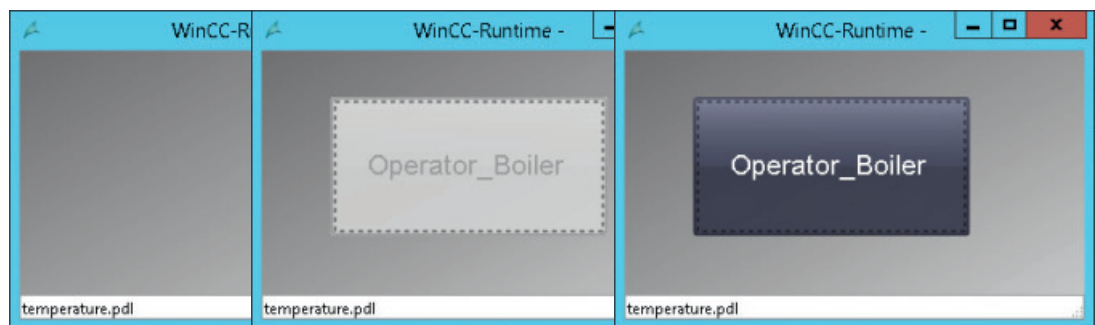 WinCC-R
WinCC-Runtime -
WinCC-Runtime -
Operator_Boiler
Operator_Boiler
temperature.pdl
temperature.pdl
temperature.pdl